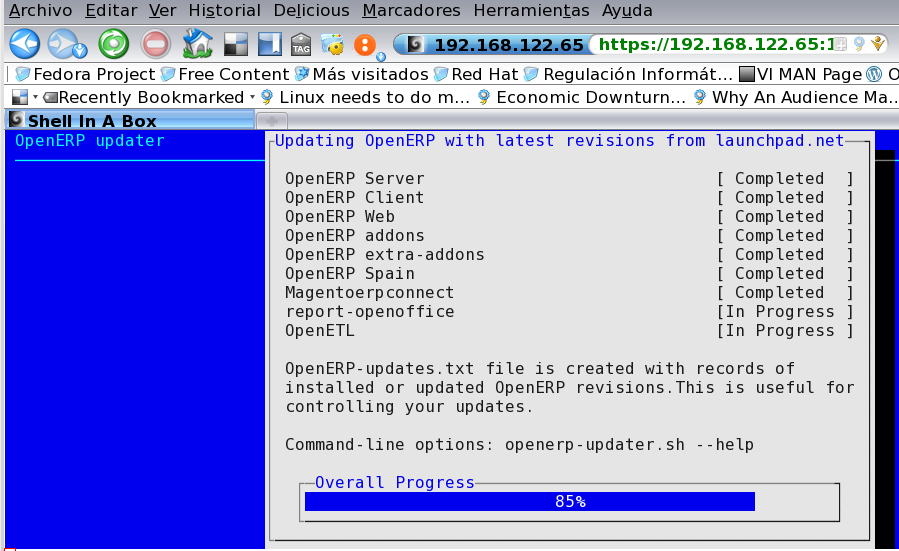 Archivo Editar Ver Historial Delicious Marcadores Herramientas Ayuda
TAG 192.168.122.65 https://192.168.122.65:1
Fedora Project Free Content Más visitados Red Hat Regulación Informát... VI MAN Page O
Recently Bookmarked Linux needs to do m... Economic Downturn... Why An Audience Ma...
Shell In A Box
OpenERP updater
Updating OpenERP with latest revisions from launchpad.net
OpenERP Server [ Completed ]
OpenERP Client [ Completed ]
OpenERP Web [ Completed ]
OpenERP addons [ Completed ]
OpenERP extra-addons [ Completed ]
OpenERP Spain [ Completed ]
Magentoerpconnect [ Completed ]
report-openoffice [In Progress ]
OpenETL [In Progress ]
OpenERP-updates.txt file is created with records of
installed or updated OpenERP revisions.This is useful for
controlling your updates.
Command-line options: openerp-updater.sh --help
Overall Progress
85%